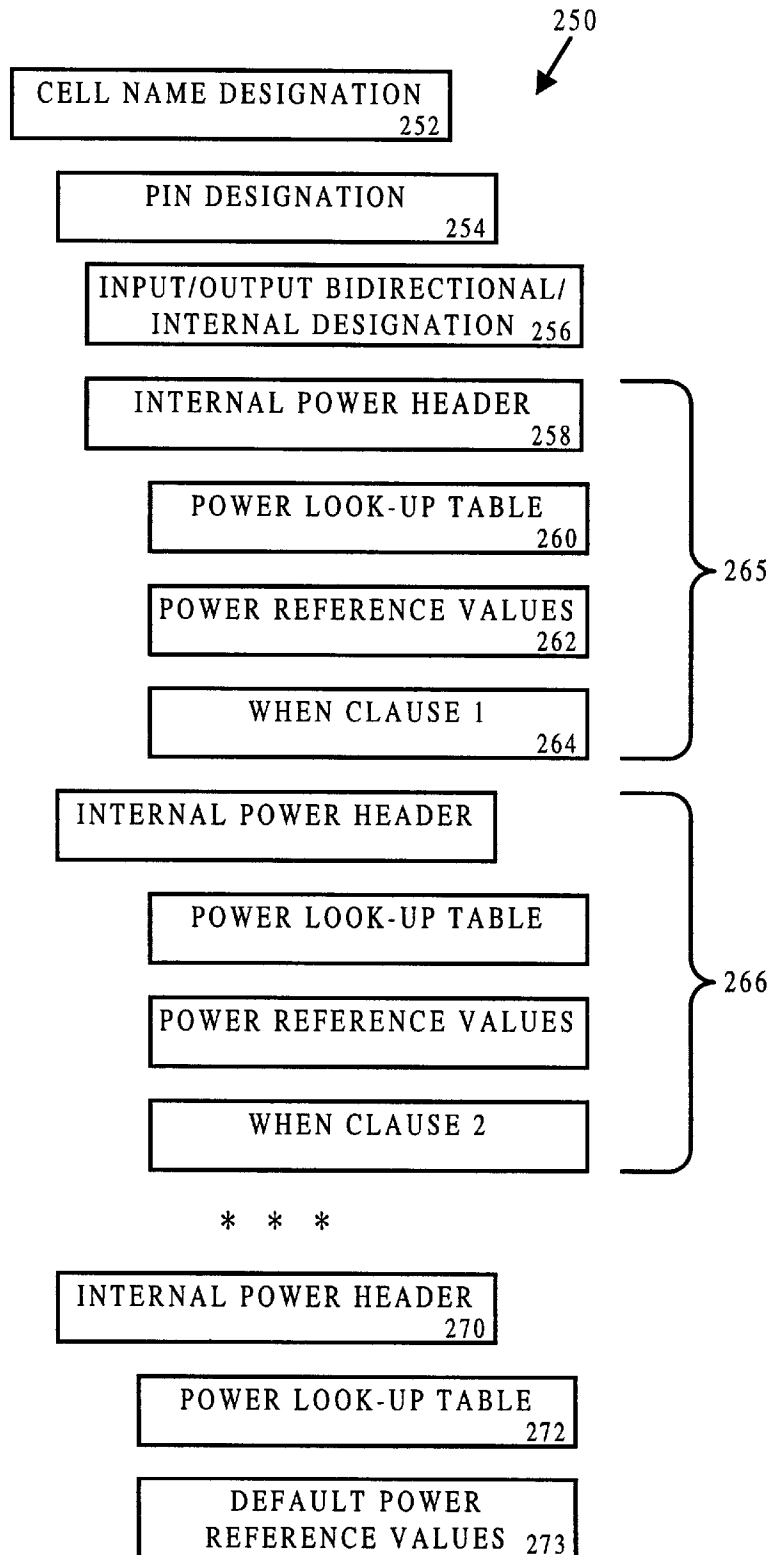 250
CELL NAME DESIGNATION
252
PIN DESIGNATION
254
INPUT/OUTPUT BIDIRECTIONAL/
INTERNAL DESIGNATION 256
INTERNAL POWER HEADER
258
POWER LOOK-UP TABLE
260
265
POWER REFERENCE VALUES
262
WHEN CLAUSE 1
264
INTERNAL POWER HEADER
POWER LOOK-UP TABLE
266
POWER REFERENCE VALUES
WHEN CLAUSE 2
* * *
INTERNAL POWER HEADER
270
POWER LOOK-UP TABLE
272
DEFAULT POWER
REFERENCE VALUES 273